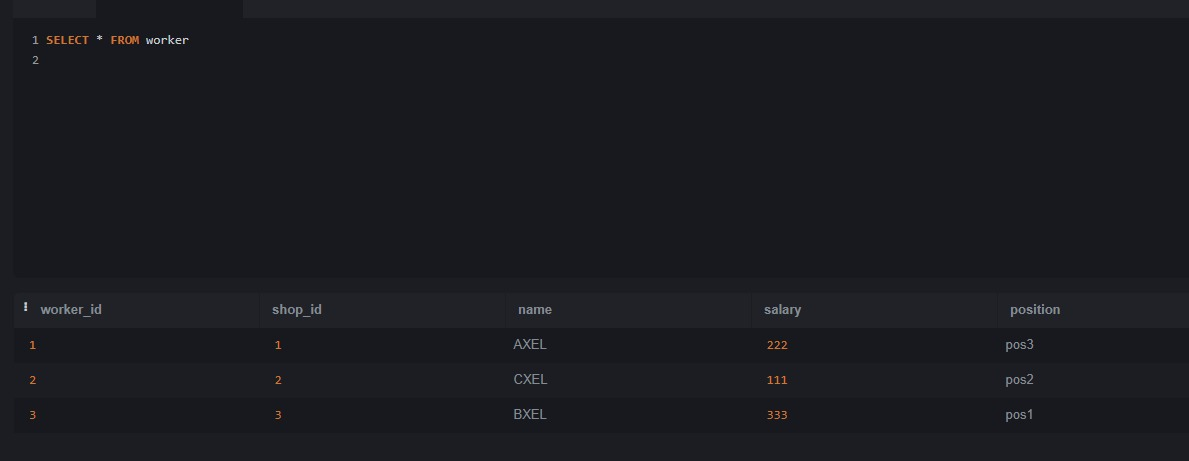 1 SELECT * FROM worker
2
worker_id shop_id name salary position
1 1 AXEL 222 pos3
2 2 CXEL 111 pos2
3 3 BXEL 333 pos1